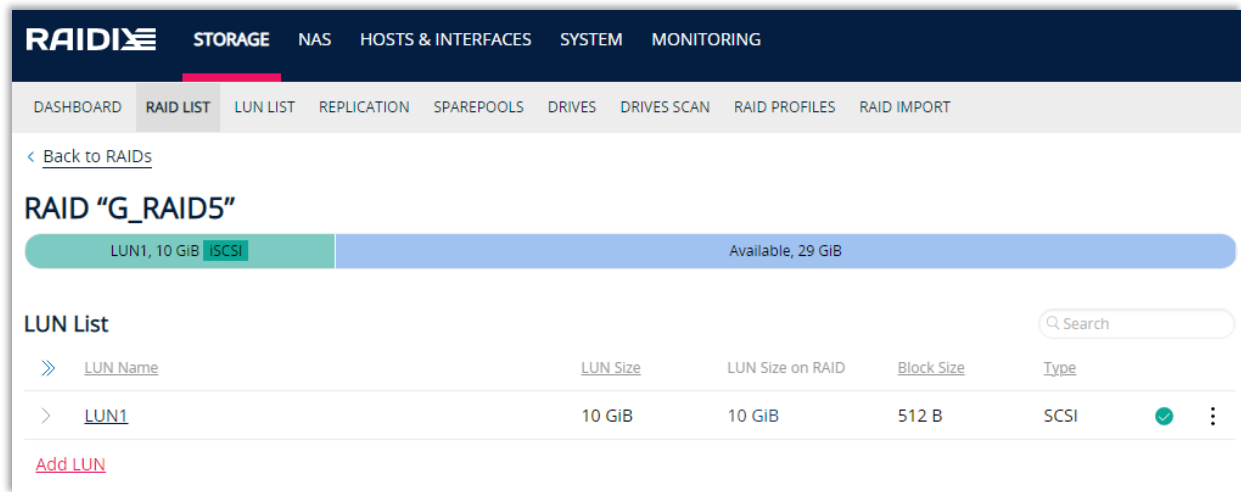 RAIDIX STORAGE NAS HOSTS & INTERFACES SYSTEM MONITORING
DASHBOARD RAID LIST LUN LIST REPLICATION SPAREPOOLS DRIVES DRIVES SCAN RAID PROFILES RAID IMPORT
Back to RAIDs
RAID “G_RAID5”
LUN1, 10 GiB iSCSI Available, 29 GiB
LUN List Search
LUN Name LUN Size LUN Size on RAID Block Size Type
LUN1 10 GiB 10 GiB 512 B SCSI
Add LUN